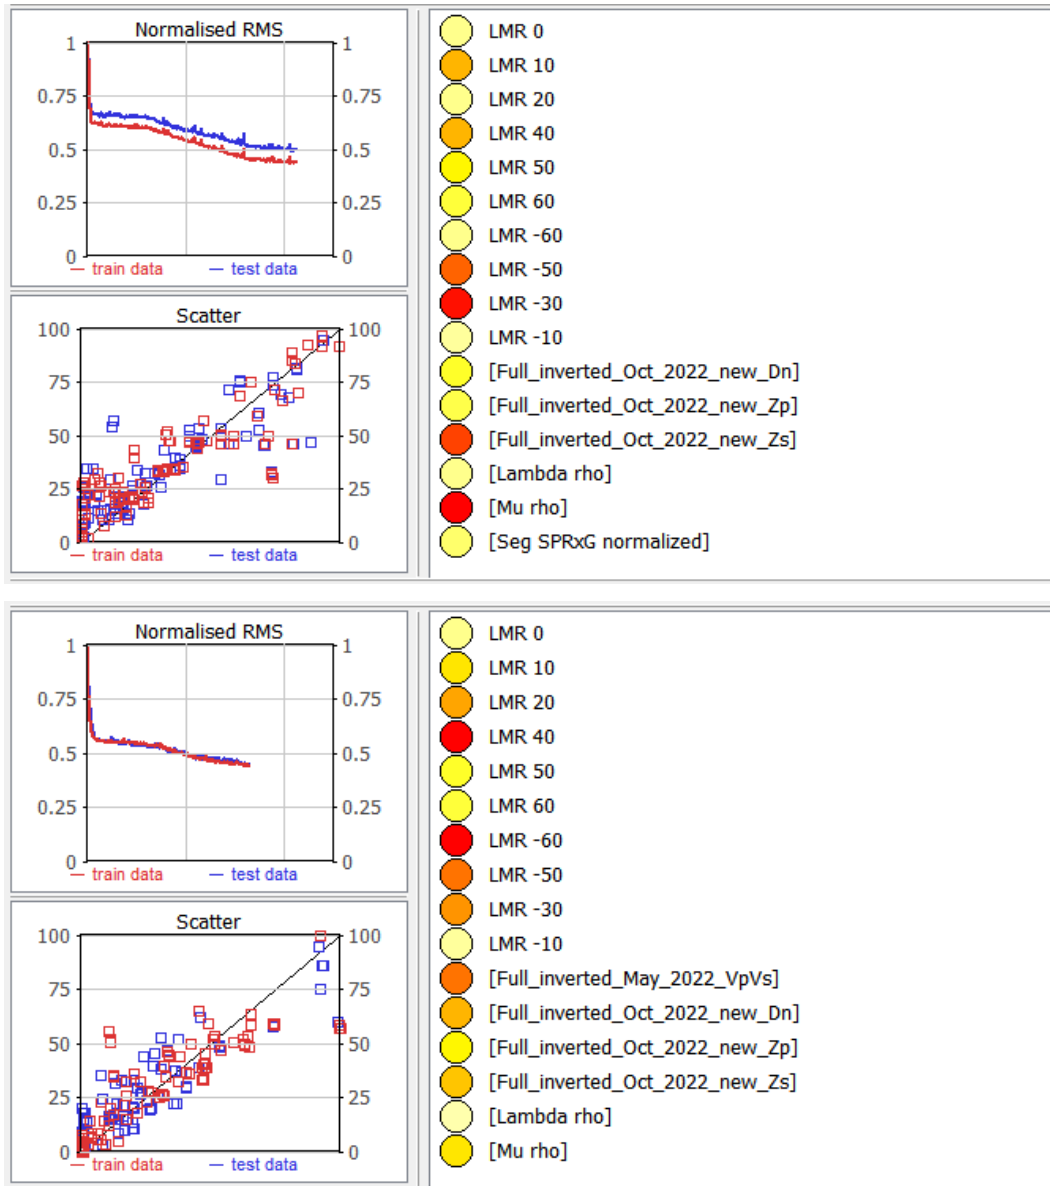 Normalised RMS
1 1
0.75 0.75
0.5 0.5
0.25 0.25
0 0
train data test data
Scatter
100 100
75 75
50 50
25 25
0 0
train data test data
LMR 0
LMR 10
LMR 20
LMR 40
LMR 50
LMR 60
LMR -60
LMR -50
LMR -30
LMR -10
[Full_inverted_Oct_2022_new_Dn]
[Full_inverted_Oct_2022_new_Zp]
[Full_inverted_Oct_2022_new_Zs]
[Lambda rho]
[Mu rho]
[Seg SPRxG normalized]
Normalised RMS
1 1
0.75 0.75
0.5 0.5
0.25 0.25
0 0
train data test data
Scatter
100 100
75 75
50 50
25 25
0 0
train data test data
LMR 0
LMR 10
LMR 20
LMR 40
LMR 50
LMR 60
LMR -60
LMR -50
LMR -30
LMR -10
[Full_inverted_May_2022_VpVs]
[Full_inverted_Oct_2022_new_Dn]
[Full_inverted_Oct_2022_new_Zp]
[Full_inverted_Oct_2022_new_Zs]
[Lambda rho]
[Mu rho]